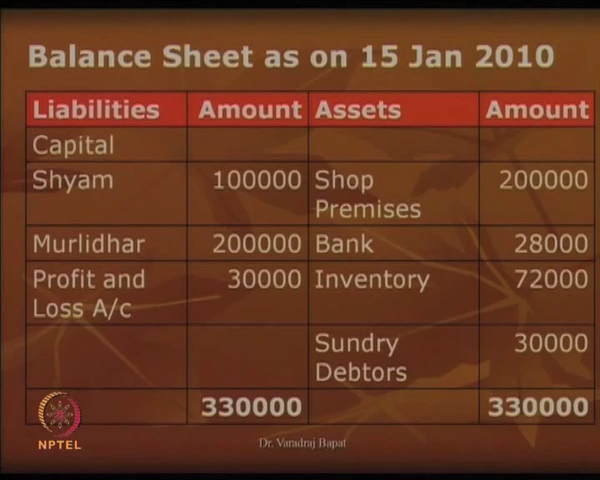 Balance Sheet as on 15 Jan 2010
Liabilities Amount Assets Amount
Capital
Shyam 100000 Shop Premises 200000
Murlidhar 200000 Bank 28000
Profit and Loss A/c 30000 Inventory 72000
Sundry Debtors 30000
330000 330000
NPTEL
Dr. Varadraj Bapat